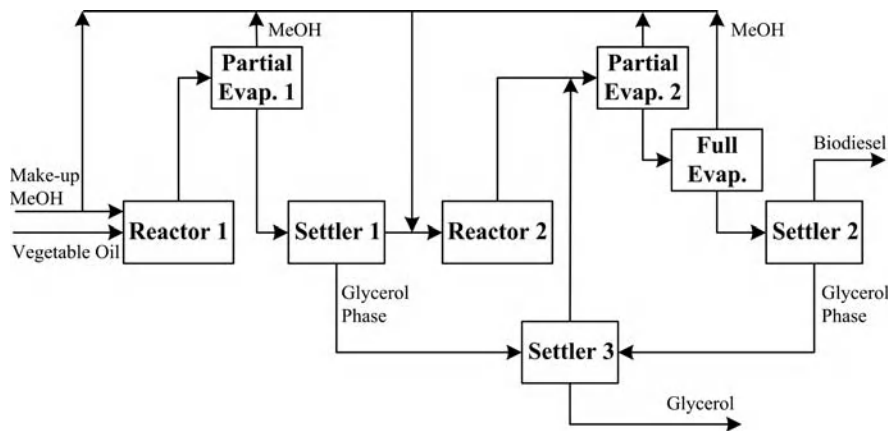 MeOH
MeOH
Partial
Evap. 1
Partial
Evap. 2
Full
Evap.
Biodiesel
Make-up
MeOH
Vegetable Oil
Reactor 1
Settler 1
Reactor 2
Settler 2
Glycerol
Phase
Glycerol
Phase
Settler 3
Glycerol